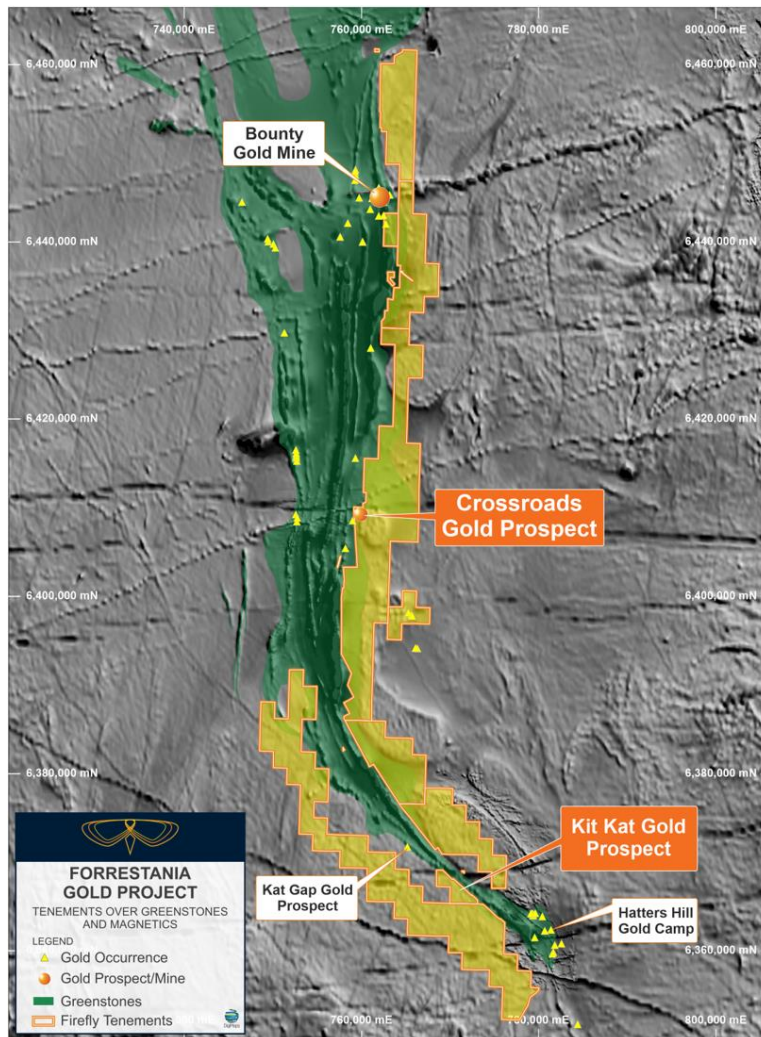 740,000 mE
760,000 mE
780,000 mE
6,460,000 mN
6,460,000 mN
Bounty
Gold Mine
6,440,000 mN
6,440,000 mN
6,420,000 mN
6,420,000 mN
Crossroads
Gold Prospect
6,400,000 mN
6,400,000 mN
6,380,000 mN
6,380,000 mN
Kit Kat Gold
Prospect
Kat Gap Gold
Prospect
Hatters Hill
Gold Camp
6,360,000 mN
FORRESTANIA
GOLD PROJECT
TENEMENTS OVER GREENSTONES
AND MAGNETICS
LEGEND
Gold Occurrence
Gold Prospect/Mine
Greenstones
Firefly Tenements
760,000 mE
780,000 mE
800,000 mE